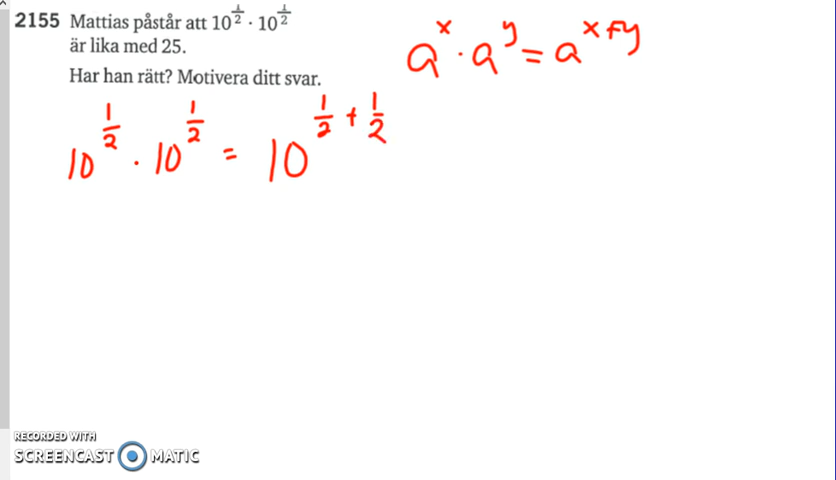 2155 Mattias påstår att 10^{1/2} · 10^{1/2}
är lika med 25.
Har han rätt? Motivera ditt svar.
a^x · a^y = a^{x+y}
10^{1/2} · 10^{1/2} = 10^{1/2 + 1/2}
RECORDED WITH
SCREENCAST MATIC